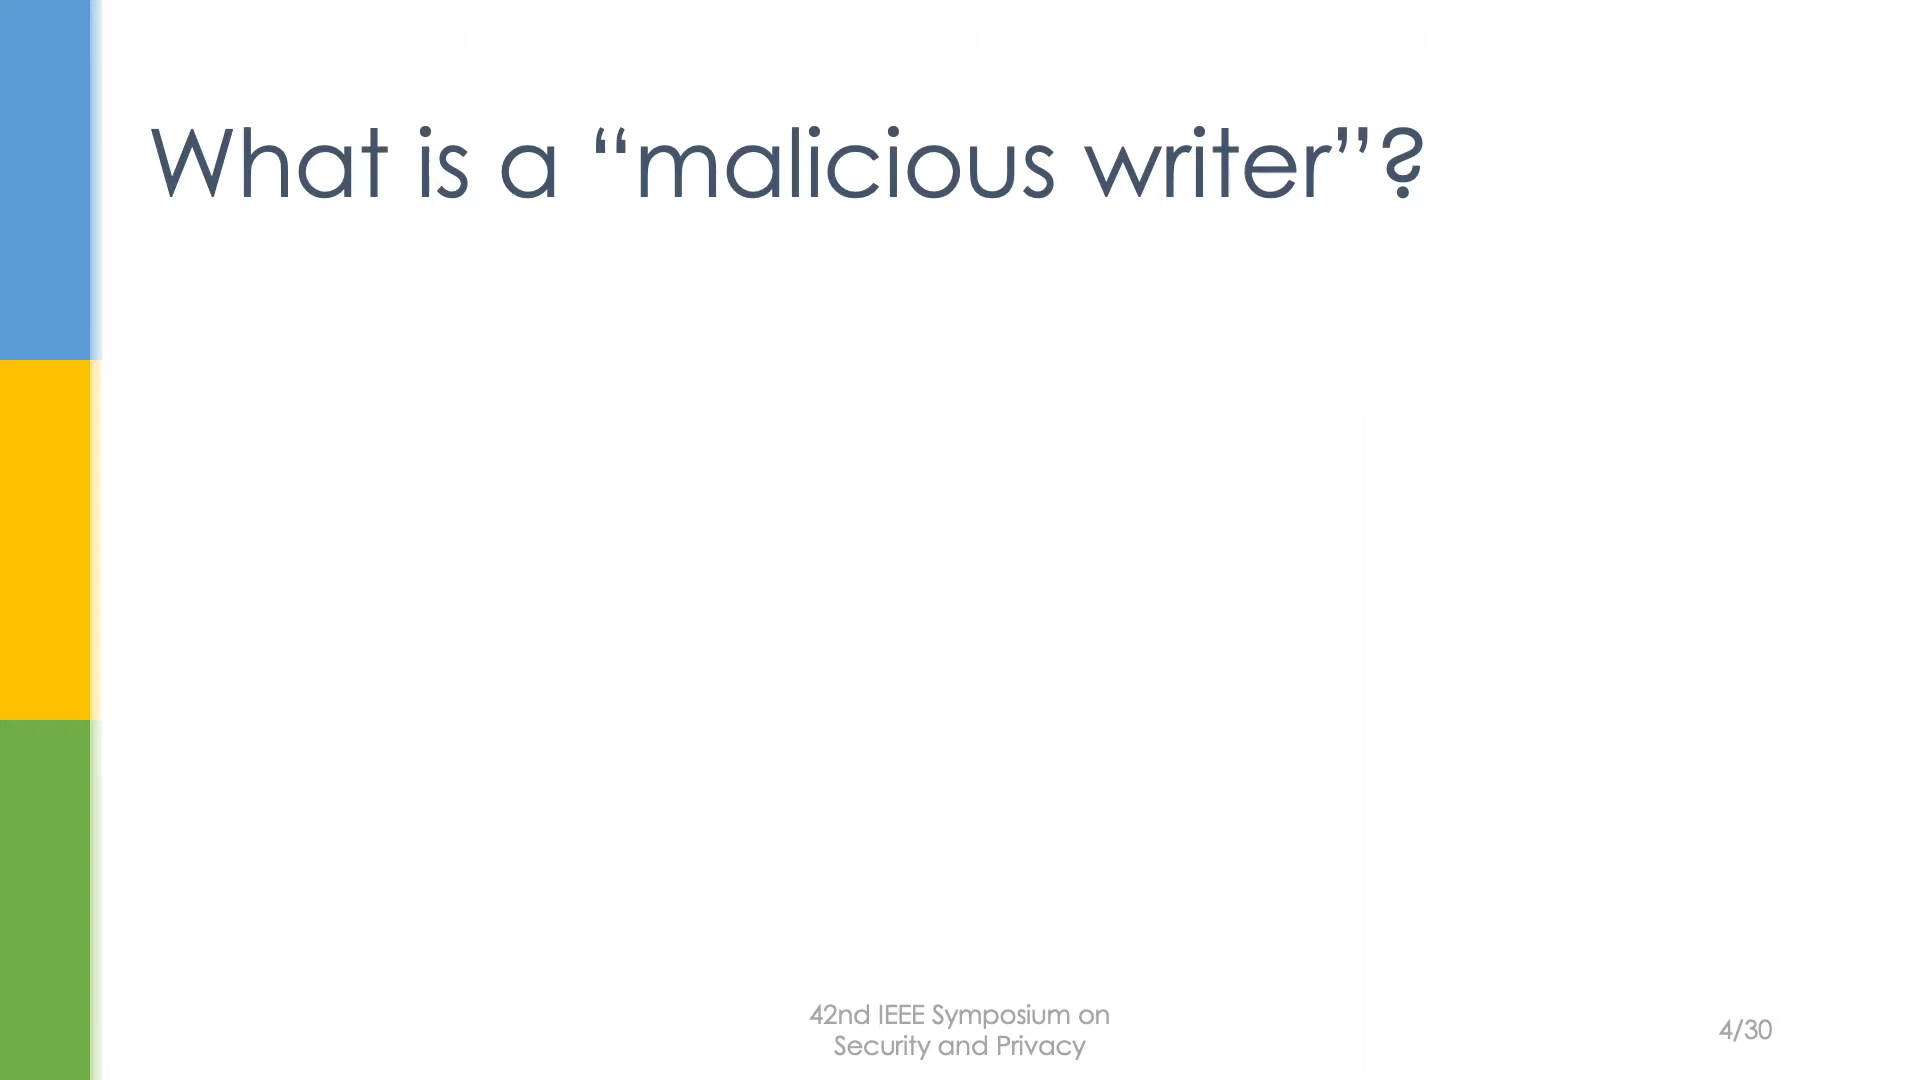 What is a “malicious writer”?
42nd IEEE Symposium on
Security and Privacy
4/30